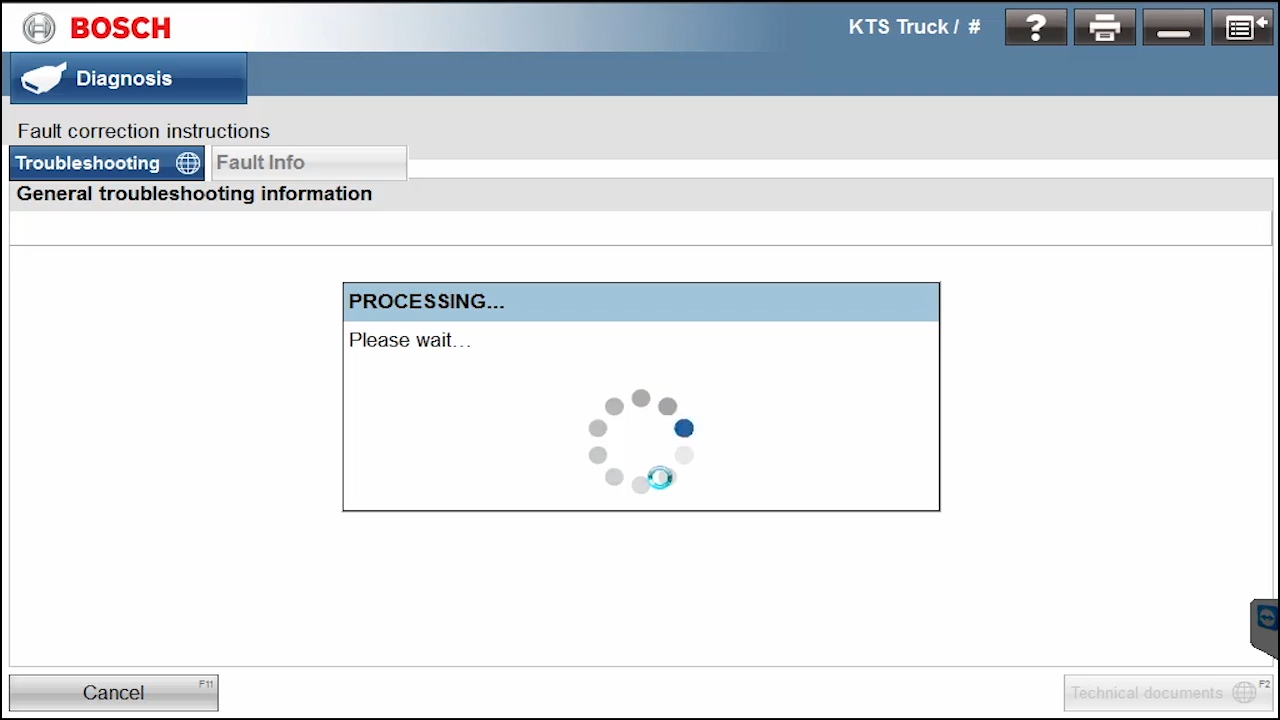 BOSCH
KTS Truck / #
?
Diagnosis
Fault correction instructions
Troubleshooting
Fault Info
General troubleshooting information
PROCESSING...
Please wait...
Cancel F11
Technical documents F2